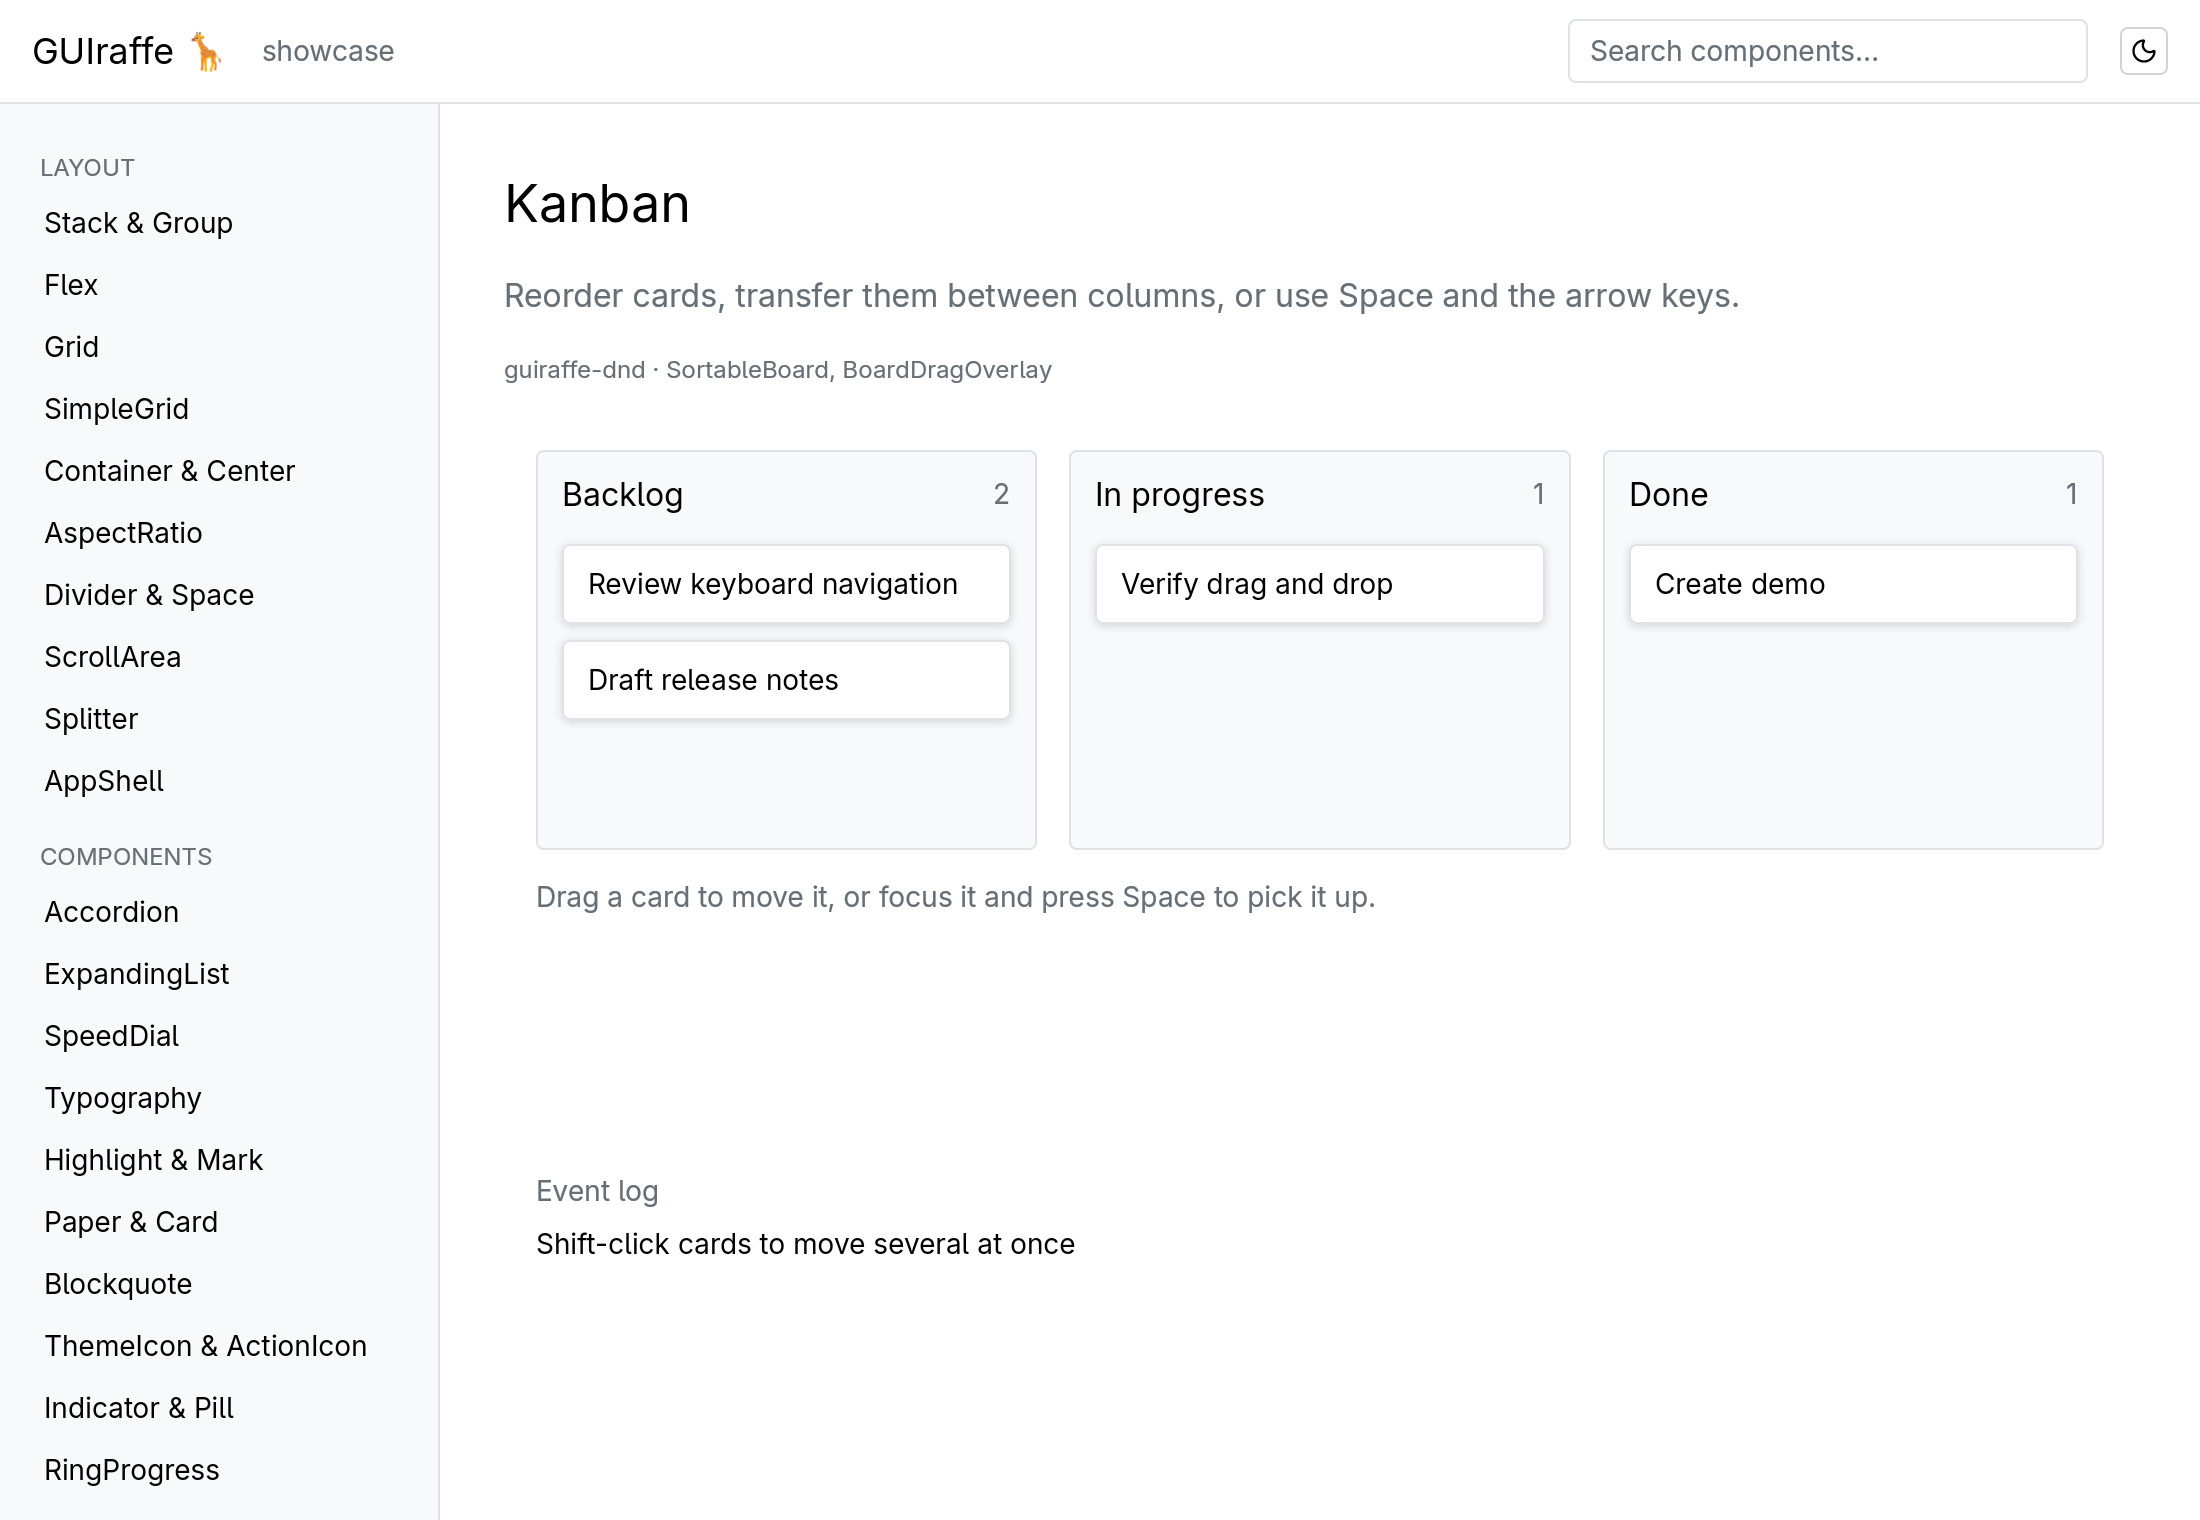 GUIraffe 🦒 showcase
Search components...
LAYOUT
Stack & Group
Flex
Grid
SimpleGrid
Container & Center
AspectRatio
Divider & Space
ScrollArea
Splitter
AppShell
COMPONENTS
Accordion
ExpandingList
SpeedDial
Typography
Highlight & Mark
Paper & Card
Blockquote
ThemeIcon & ActionIcon
Indicator & Pill
RingProgress
Kanban
Reorder cards, transfer them between columns, or use Space and the arrow keys.
guiraffe-dnd · SortableBoard, BoardDragOverlay
Backlog 2
Review keyboard navigation
Draft release notes
In progress 1
Verify drag and drop
Done 1
Create demo
Drag a card to move it, or focus it and press Space to pick it up.
Event log
Shift-click cards to move several at once